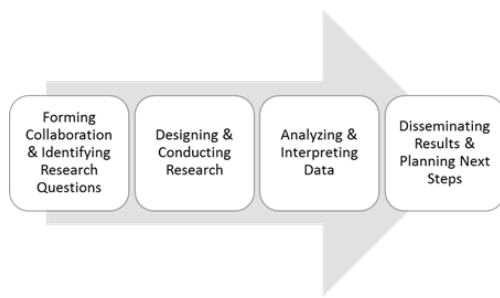 Forming
Collaboration
& Identifying
Research
Questions
Designing &
Conducting
Research
Analyzing &
Interpreting
Data
Disseminating
Results &
Planning Next
Steps